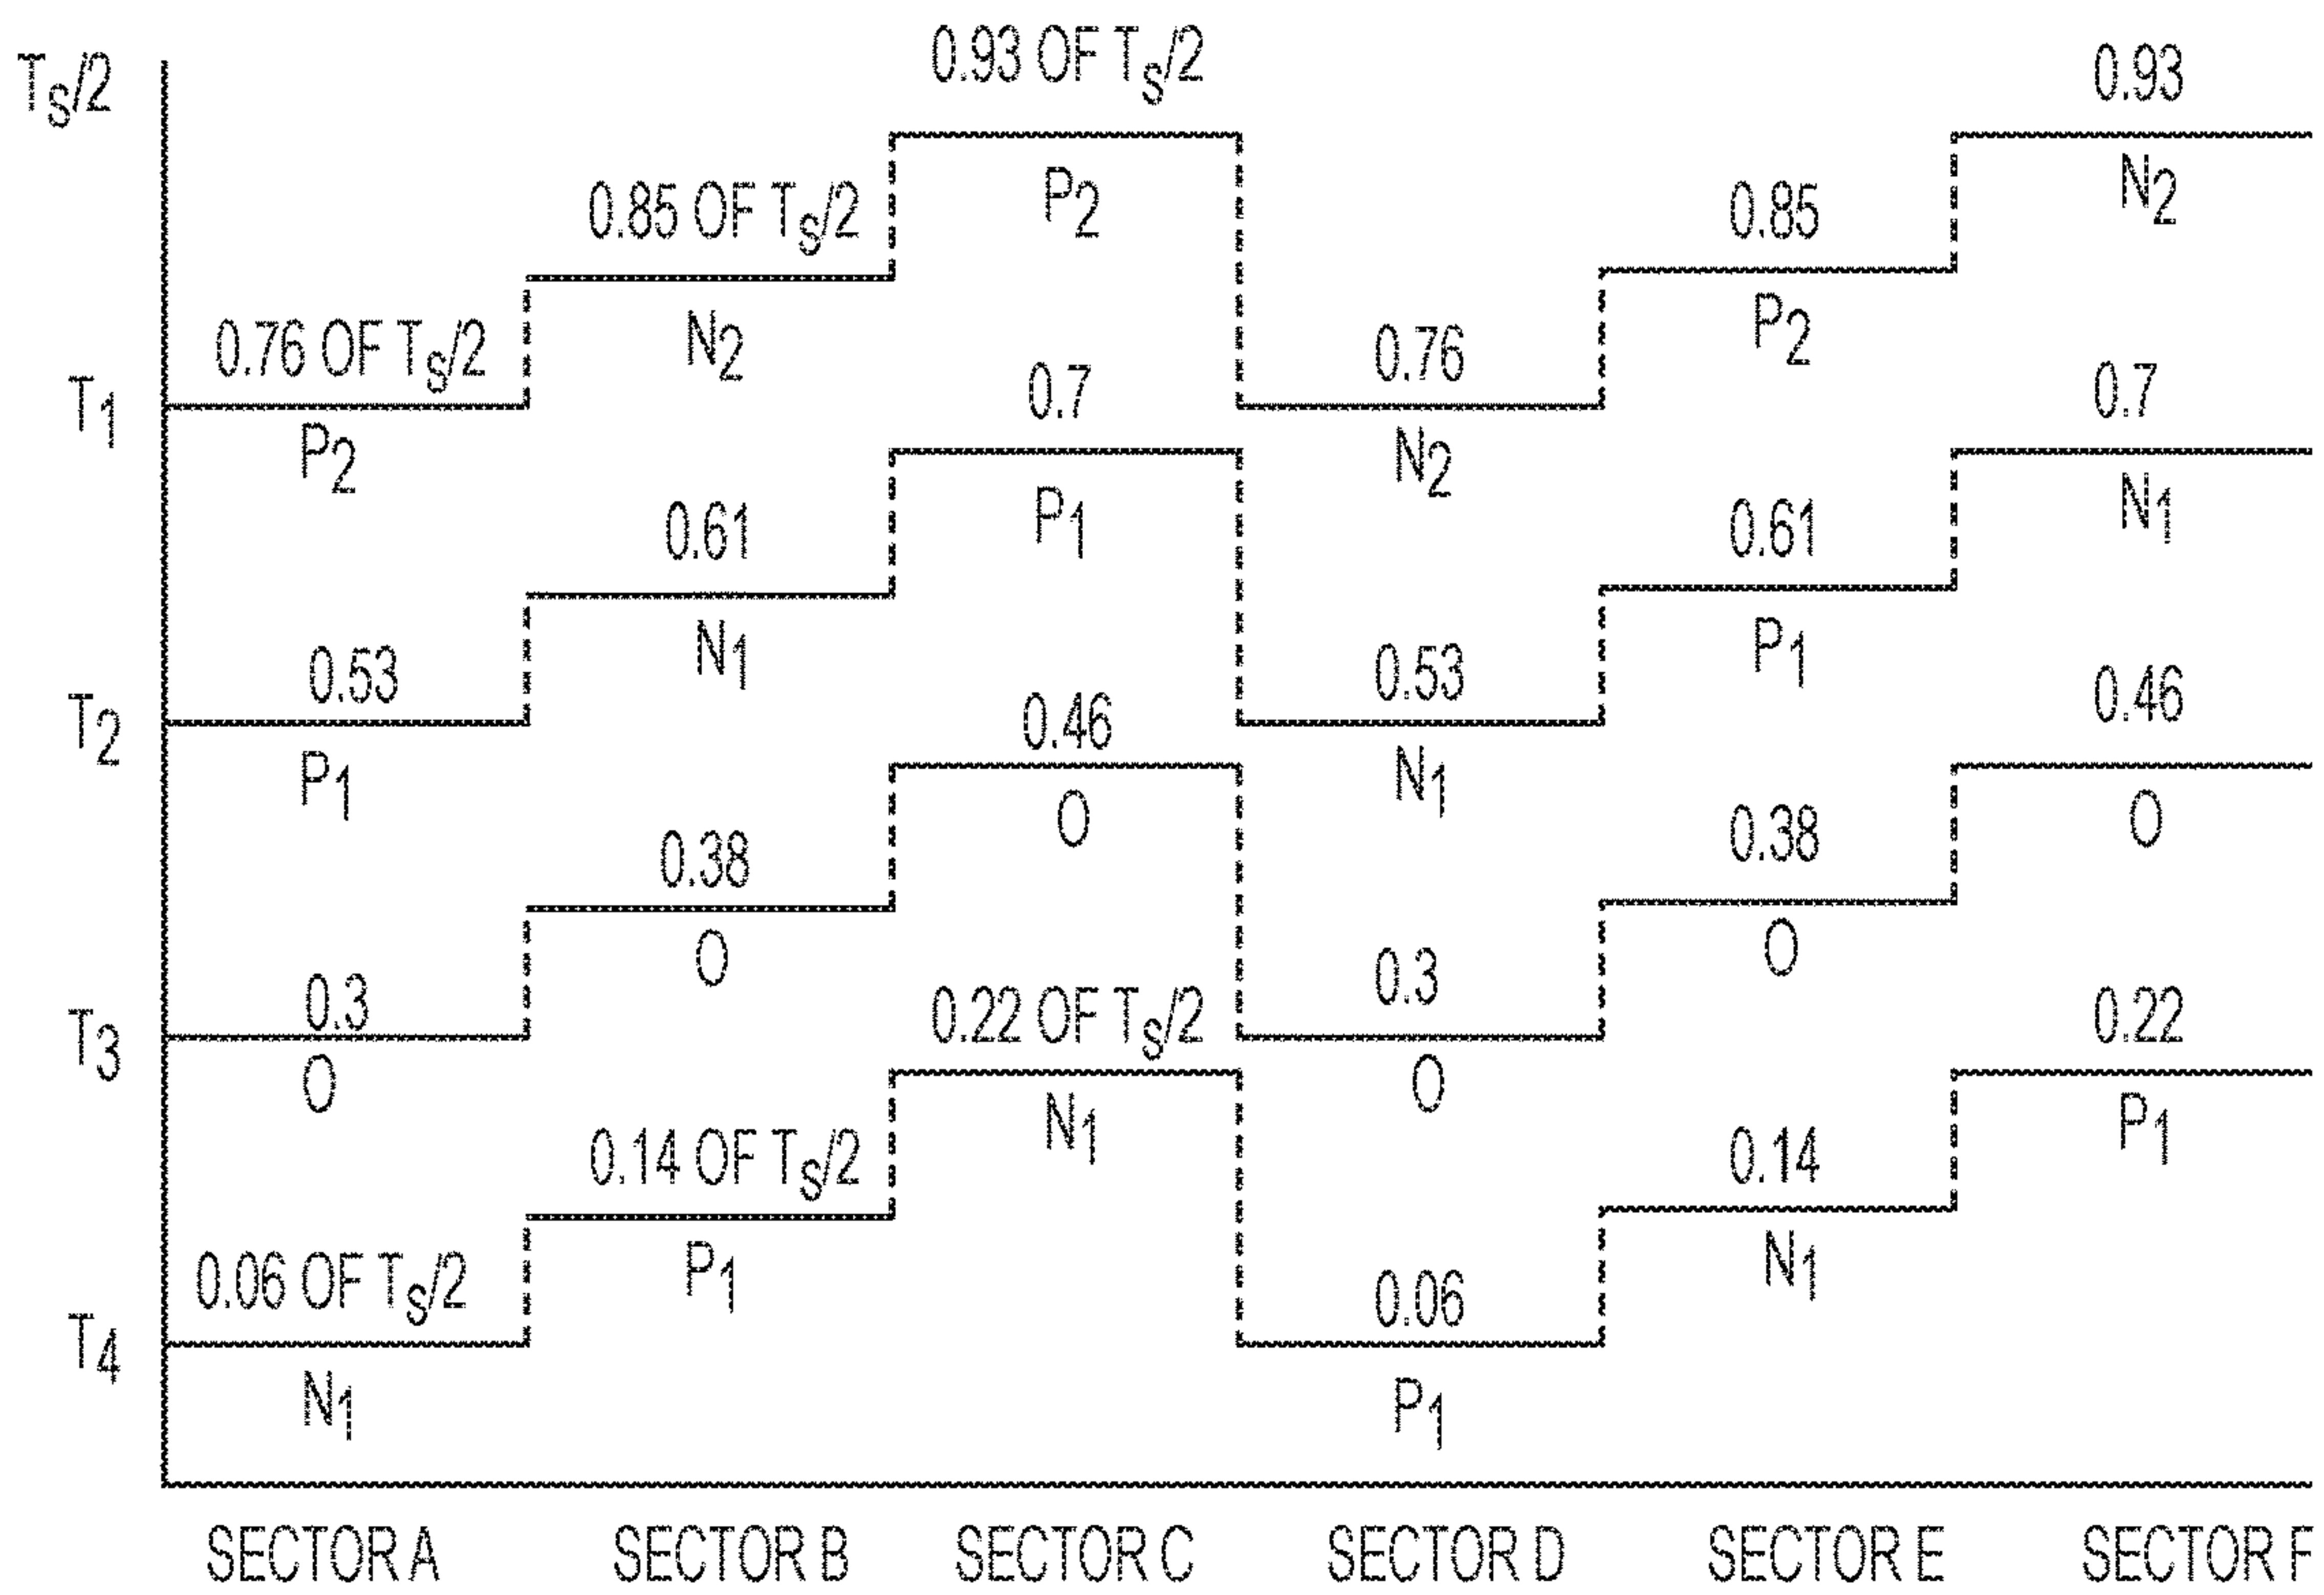 Ts/2
0.93 OF Ts/2
0.93
P2
N2
0.85 OF Ts/2
0.85
N2
P2
0.76 OF Ts/2
0.76
T1
P2
N2
0.7
0.7
P1
N1
0.61
0.61
N1
P1
0.53
0.53
T2
P1
N1
0.46
0.46
O
O
0.38
0.38
O
O
0.3
0.3
T3
O
O
0.22 OF Ts/2
0.22
N1
P1
0.14 OF Ts/2
0.14
P1
N1
0.06 OF Ts/2
0.06
T4
N1
P1
SECTOR A SECTOR B SECTOR C SECTOR D SECTOR E SECTOR F